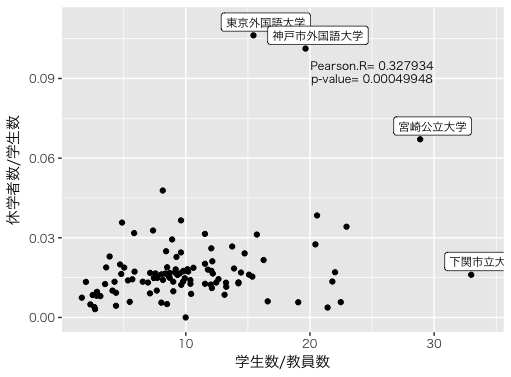 東京外国語大学
神戸市外国語大学
Pearson.R= 0.327934
p-value= 0.00049948
宮崎公立大学
下関市立大
0.09
0.06
0.03
0.00
10
20
30
学生数/教員数
休学者数/学生数